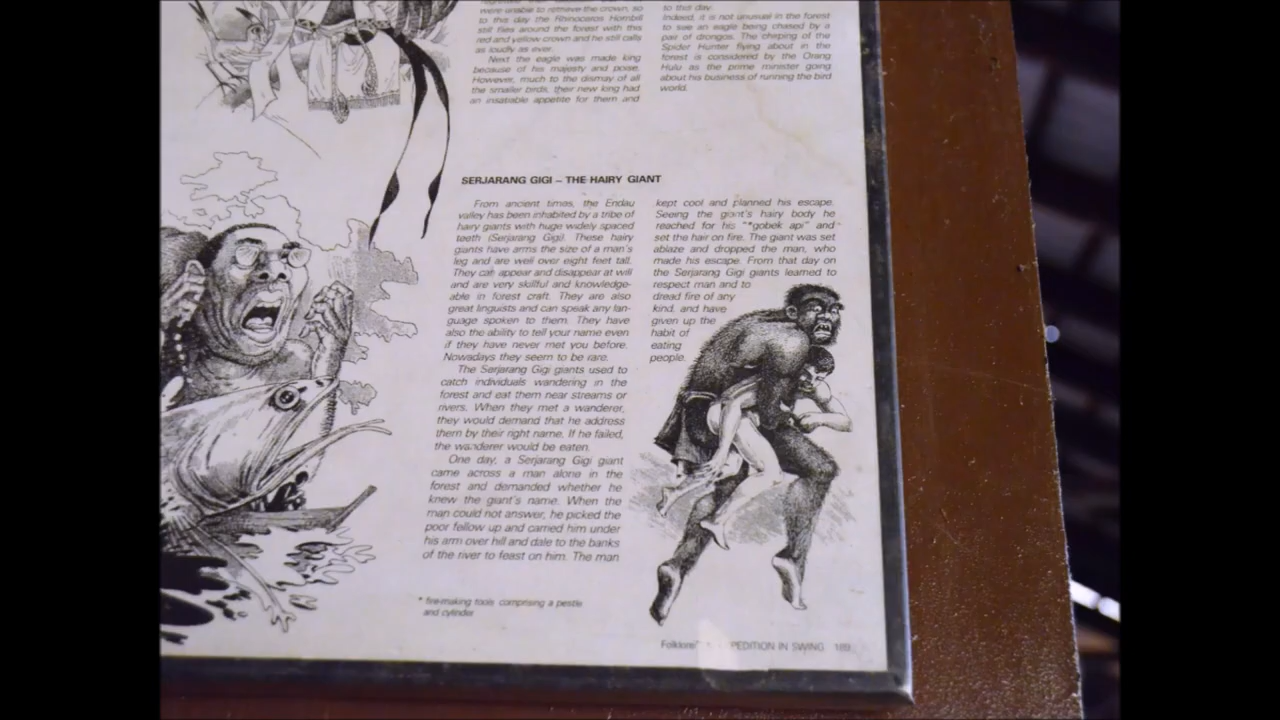 were unable to retrieve the crown, so
to this day the Rhinoceros Hornbill
still flies around the forest with this
red and yellow crown and he still calls
as loudly as ever.
Next the eagle was made king
because of his majesty and poise.
However, much to the dismay of all
the smaller birds, their new king had
an insatiable appetite for them and
to this day.
Indeed, it is not unusual in the forest
to see an eagle being chased by a
pair of drongos. The chirping of the
Spider Hunter flying about in the
forest is considered by the Orang
Hulu as the prime minister going
about his business of running the bird
world.
SERJARANG GIGI – THE HAIRY GIANT
From ancient times, the Endau
valley has been inhabited by a tribe of
hairy giants with huge widely spaced
teeth (Serjarang Gigi). These hairy
giants have arms the size of a man's
leg and are well over eight feet tall.
They can appear and disappear at will
and are very skillful and knowledge-
able in forest craft. They are also
great linguists and can speak any lan-
guage spoken to them. They have
also the ability to tell your name even
if they have never met you before.
Nowadays they seem to be rare.
The Serjarang Gigi giants used to
catch individuals wandering in the
forest and eat them near streams or
rivers. When they met a wanderer,
they would demand that he address
them by their right name. If he failed,
the wanderer would be eaten.
One day, a Serjarang Gigi giant
came across a man alone in the
forest and demanded whether he
knew the giant's name. When the
man could not answer, he picked the
poor fellow up and carried him under
his arm over hill and dale to the banks
of the river to feast on him. The man
kept cool and planned his escape.
Seeing the giant's hairy body he
reached for his "*gobek api" and
set the hair on fire. The giant was set
ablaze and dropped the man, who
made his escape. From that day on
the Serjarang Gigi giants learned to
respect man and to
dread fire of any
kind, and have
given up the
habit of
eating
people.
* fire-making tools comprising a pestle
and cylinder
Folklore PEDITION IN SWING 189